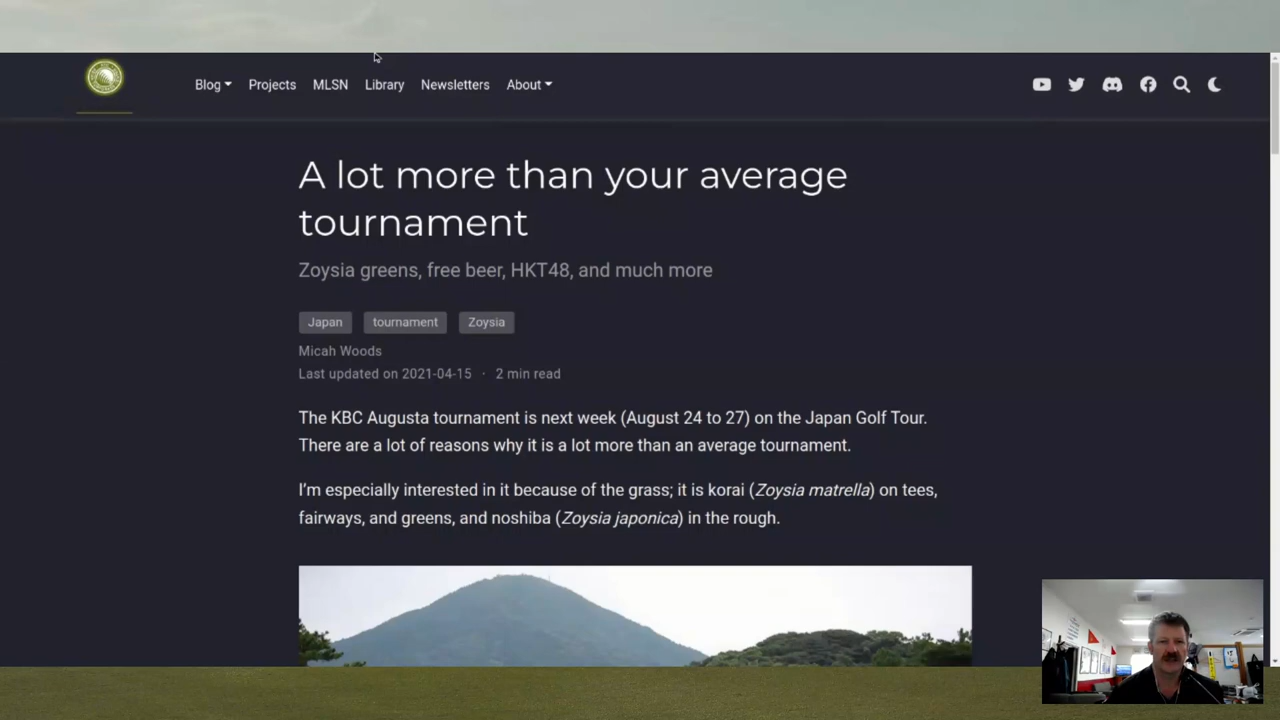 Blog Projects MLSN Library Newsletters About
A lot more than your average
tournament
Zoysia greens, free beer, HKT48, and much more
Japan tournament Zoysia
Micah Woods
Last updated on 2021-04-15 · 2 min read
The KBC Augusta tournament is next week (August 24 to 27) on the Japan Golf Tour.
There are a lot of reasons why it is a lot more than an average tournament.
I’m especially interested in it because of the grass; it is korai (Zoysia matrella) on tees,
fairways, and greens, and noshiba (Zoysia japonica) in the rough.